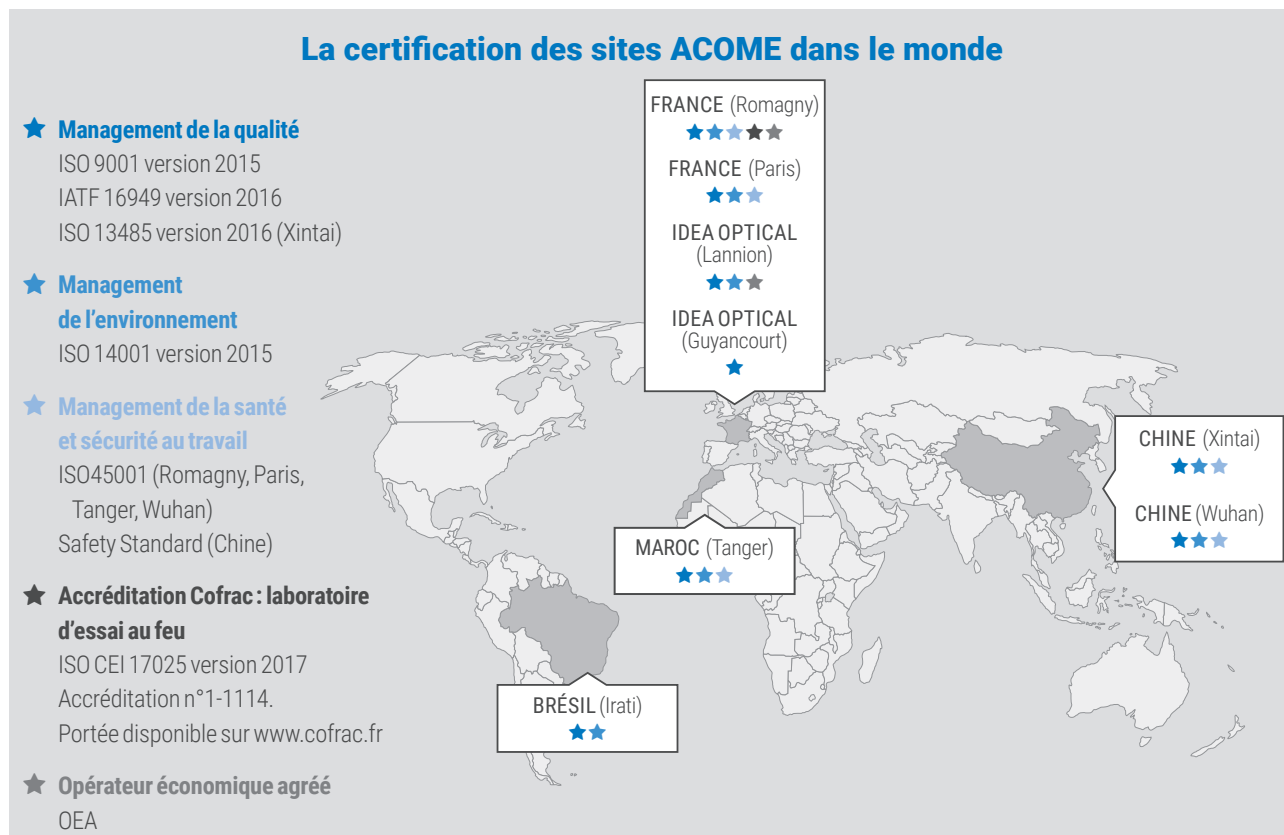 La certification des sites ACOME dans le monde
Management de la qualité
ISO 9001 version 2015
IATF 16949 version 2016
ISO 13485 version 2016 (Xintai)
Management
de l'environnement
ISO 14001 version 2015
Management de la santé
et sécurité au travail
ISO45001 (Romagny, Paris,
Tanger, Wuhan)
Safety Standard (Chine)
Accréditation Cofrac : laboratoire
d'essai au feu
ISO CEI 17025 version 2017
Accréditation n°1-1114.
Portée disponible sur www.cofrac.fr
Opérateur économique agréé
OEA
FRANCE (Romagny)
FRANCE (Paris)
IDEA OPTICAL
(Lannion)
IDEA OPTICAL
(Guyancourt)
MAROC (Tanger)
BRÉSIL (Irati)
CHINE (Xintai)
CHINE (Wuhan)